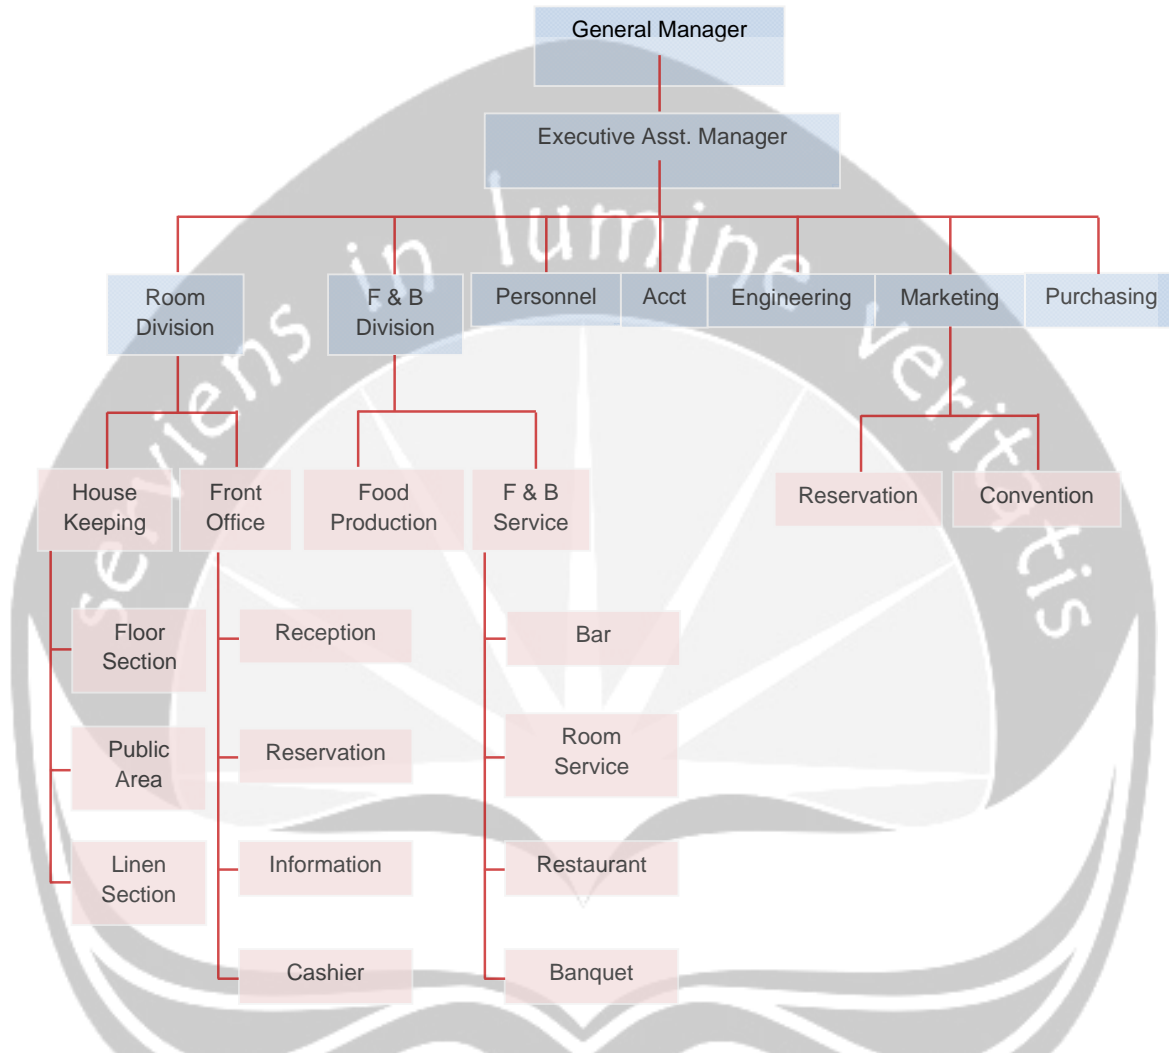 General Manager
Executive Asst. Manager
Room
Division
F & B
Division
Personnel
Acct
Engineering
Marketing
Purchasing
House
Keeping
Front
Office
Food
Production
F & B
Service
Reservation
Convention
Floor
Section
Reception
Bar
Public
Area
Reservation
Room
Service
Linen
Section
Information
Restaurant
Cashier
Banquet
serviens in lumine veritatis